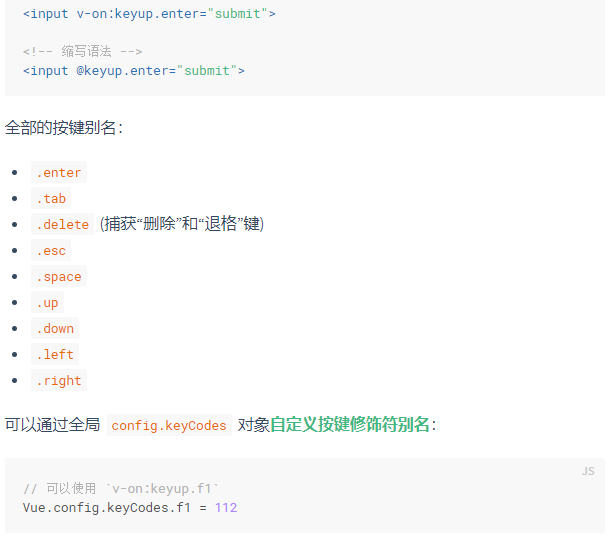 <input v-on:keyup.enter="submit">
<!-- 缩写语法 -->
<input @keyup.enter="submit">
全部的按键别名：
.enter
.tab
.delete (捕获“删除”和“退格”键)
.esc
.space
.up
.down
.left
.right
可以通过全局 config.keyCodes 对象自定义按键修饰符别名：
JS
// 可以使用 `v-on:keyup.f1`
Vue.config.keyCodes.f1 = 112